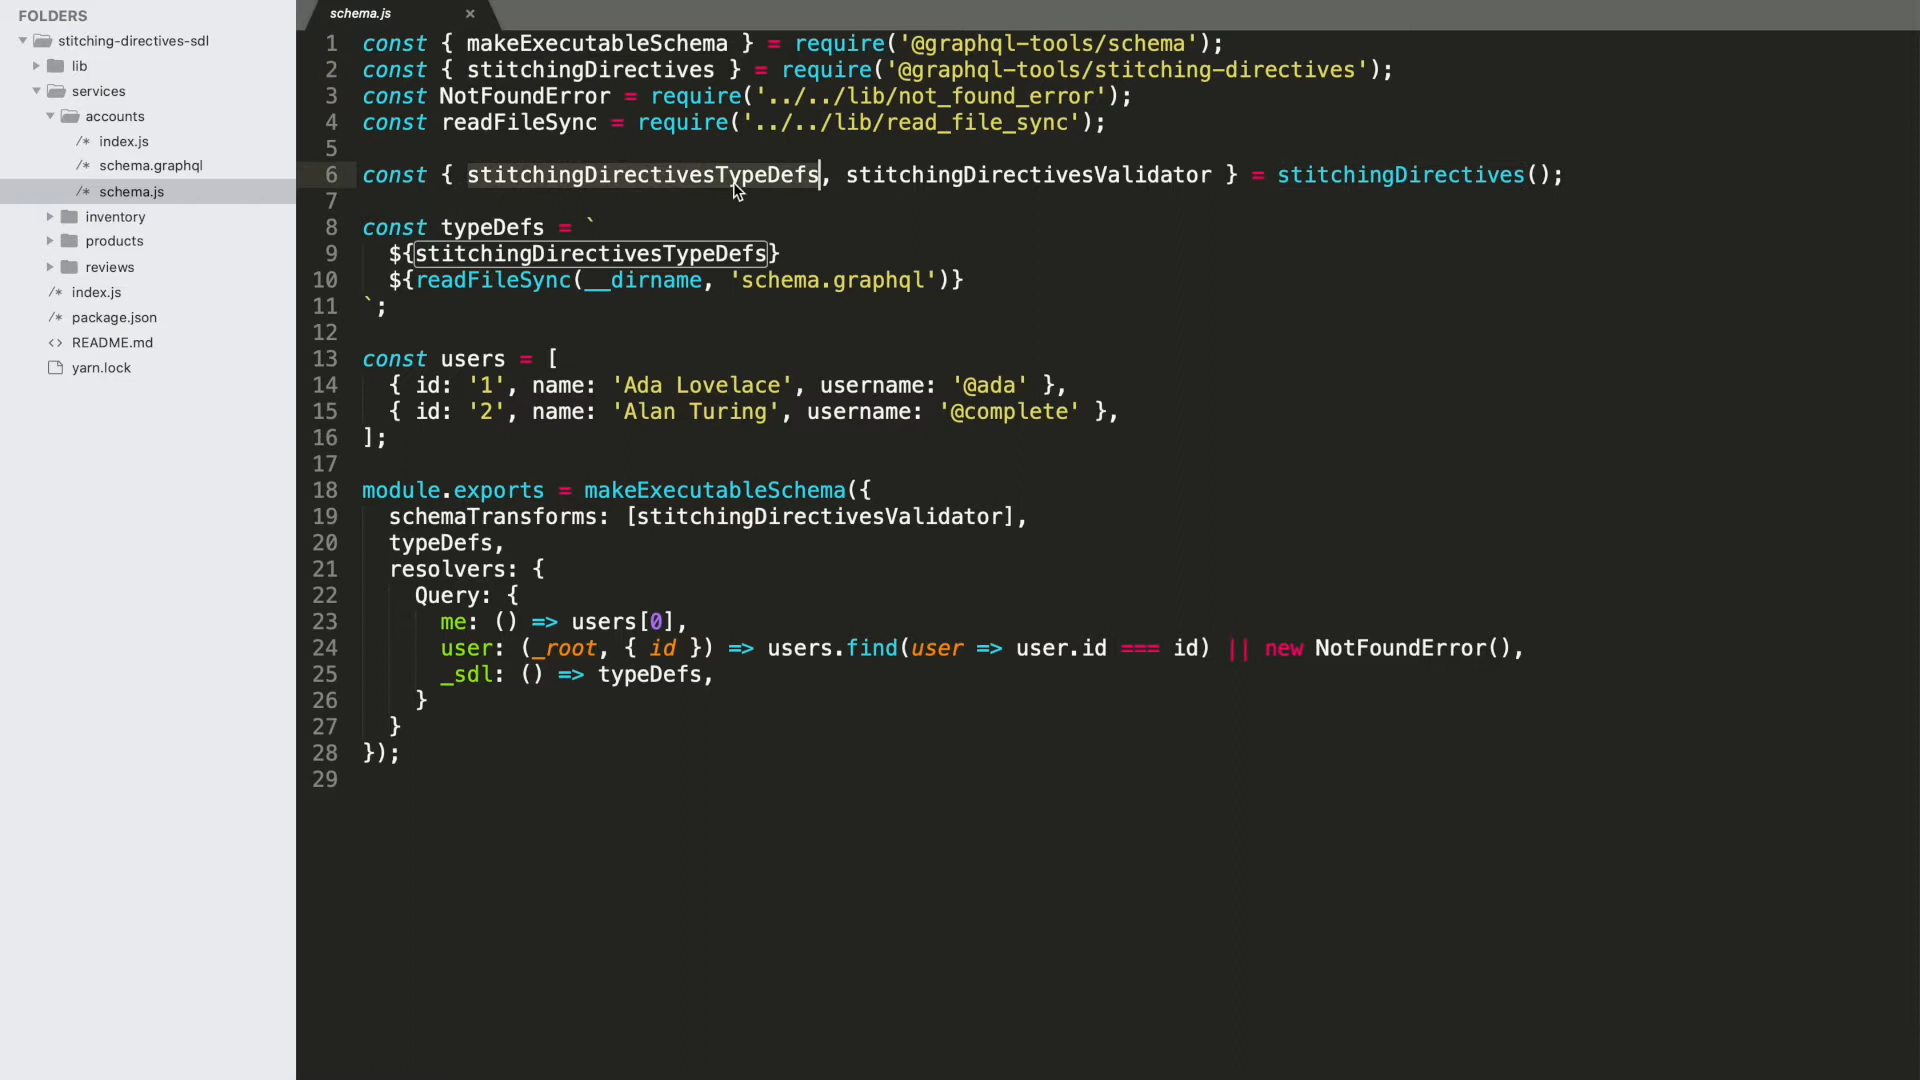 FOLDERS
stitching-directives-sdl
lib
services
accounts
/* index.js
/* schema.graphql
/* schema.js
inventory
products
reviews
/* index.js
/* package.json
<> README.md
yarn.lock
schema.js ×
1 const { makeExecutableSchema } = require('@graphql-tools/schema');
2 const { stitchingDirectives } = require('@graphql-tools/stitching-directives');
3 const NotFoundError = require('../../lib/not_found_error');
4 const readFileSync = require('../../lib/read_file_sync');
5
6 const { stitchingDirectivesTypeDefs, stitchingDirectivesValidator } = stitchingDirectives();
7
8 const typeDefs = `
9   ${stitchingDirectivesTypeDefs}
10   ${readFileSync(__dirname, 'schema.graphql')}
11 `;
12
13 const users = [
14   { id: '1', name: 'Ada Lovelace', username: '@ada' },
15   { id: '2', name: 'Alan Turing', username: '@complete' },
16 ];
17
18 module.exports = makeExecutableSchema({
19   schemaTransforms: [stitchingDirectivesValidator],
20   typeDefs,
21   resolvers: {
22     Query: {
23       me: () => users[0],
24       user: (_root, { id }) => users.find(user => user.id === id) || new NotFoundError(),
25       _sdl: () => typeDefs,
26     }
27   }
28 });
29